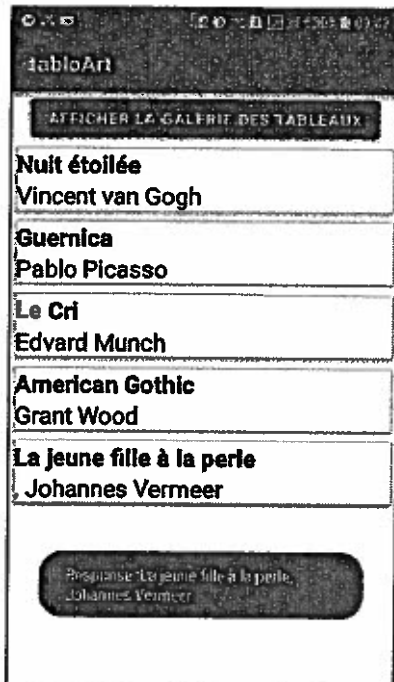 tabloArt
AFFICHER LA GALERIE DES TABLEAUX
Nuit étoilée
Vincent van Gogh
Guernica
Pablo Picasso
Le Cri
Edvard Munch
American Gothic
Grant Wood
La jeune fille à la perle
, Johannes Vermeer
Response: La jeune fille à la perle,
Johannes Vermeer